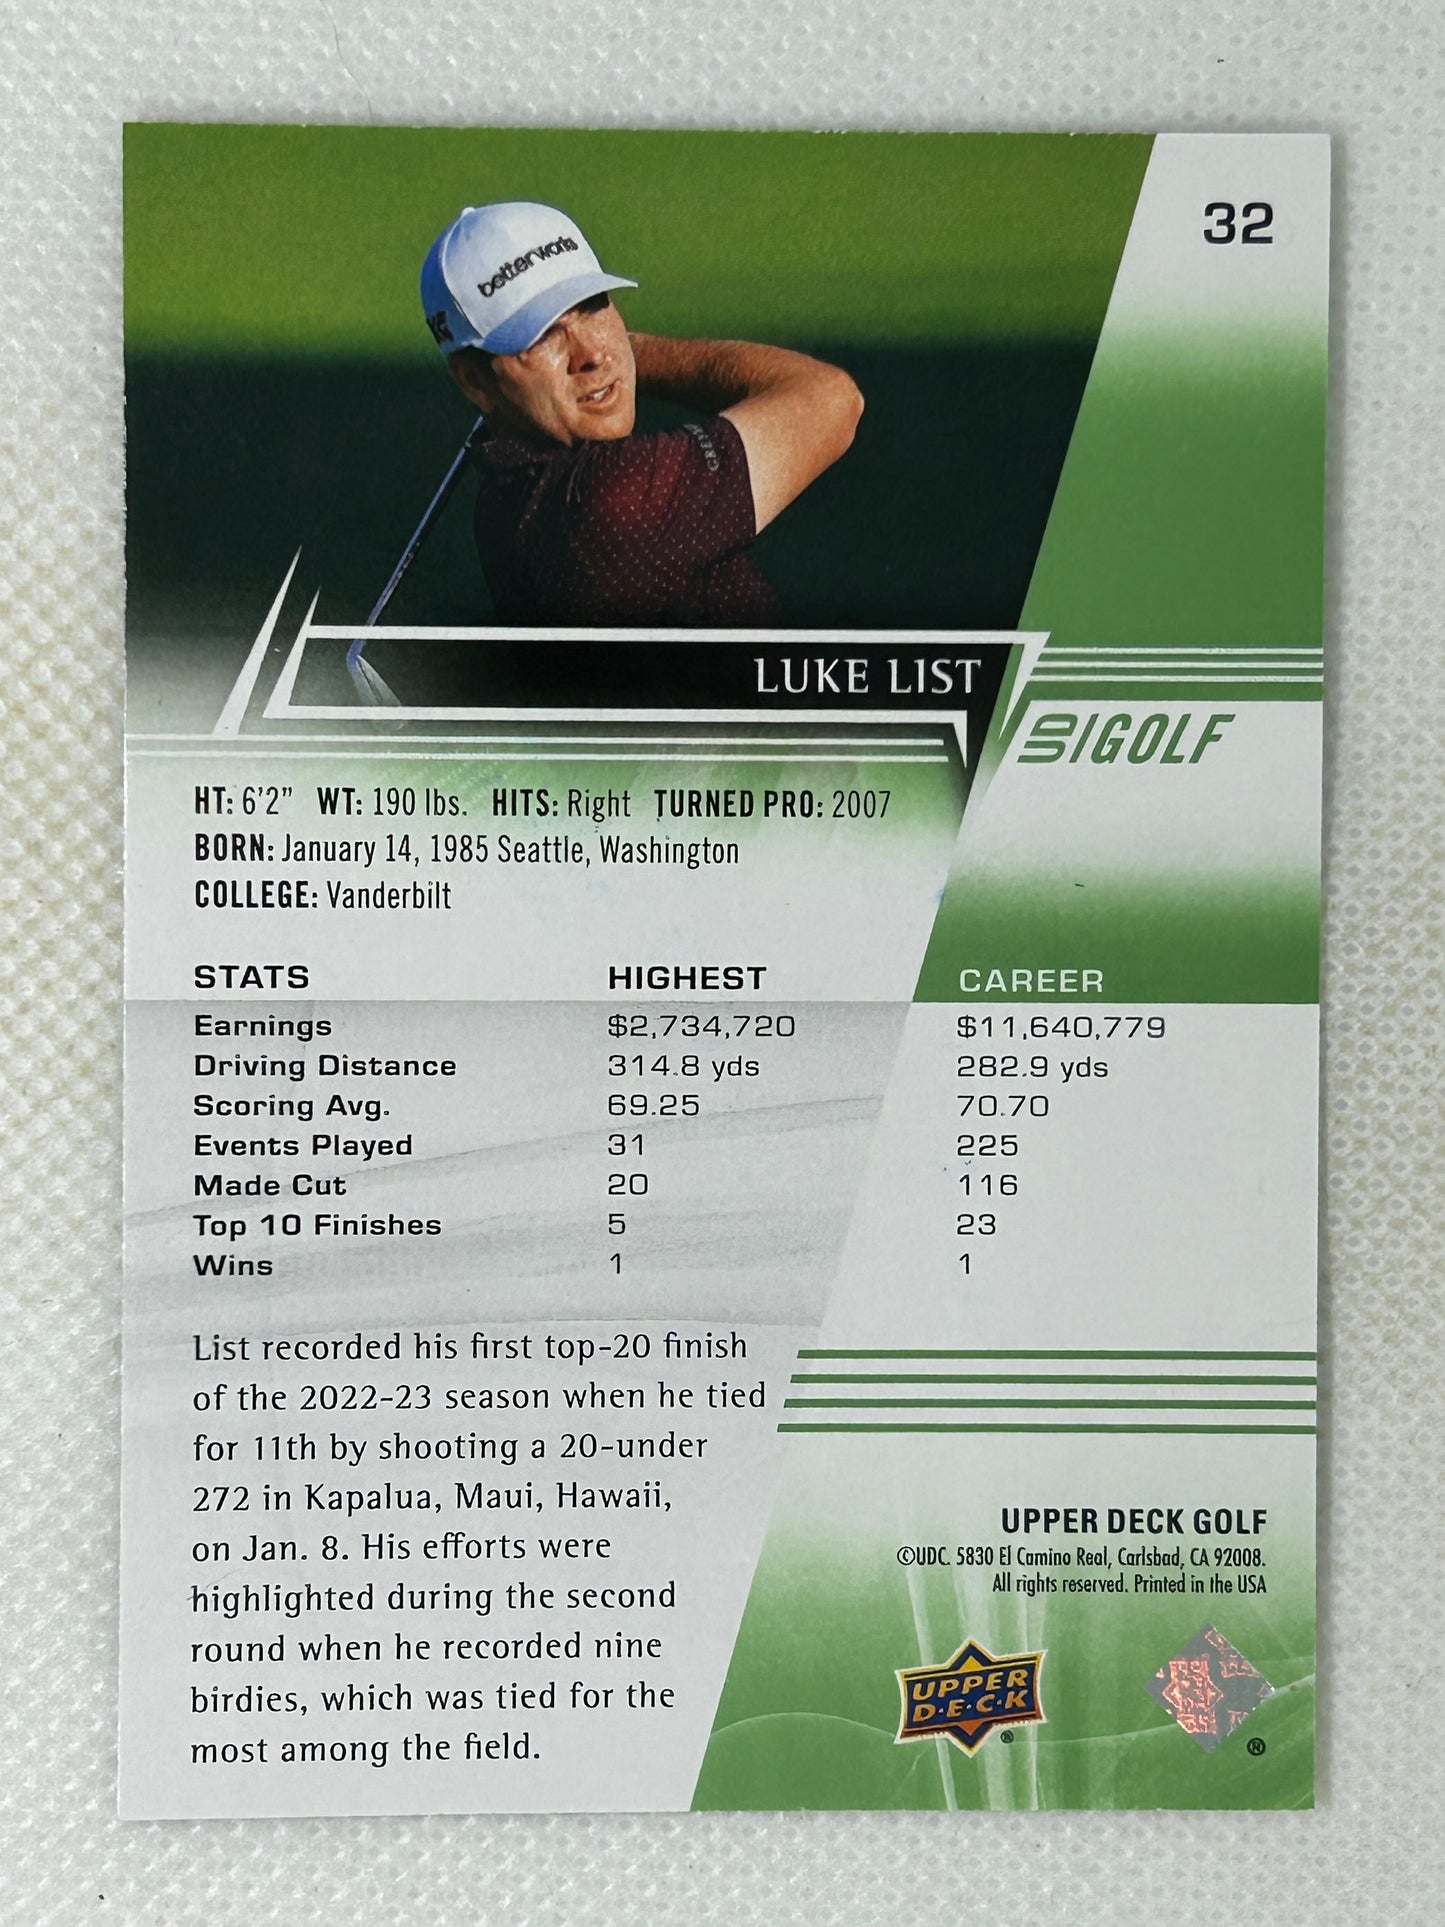 32
betterworks
LUKE LIST
UD/GOLF
HT: 6'2" WT: 190 lbs. HITS: Right TURNED PRO: 2007
BORN: January 14, 1985 Seattle, Washington
COLLEGE: Vanderbilt
STATS HIGHEST CAREER
Earnings $2,734,720 $11,640,779
Driving Distance 314.8 yds 282.9 yds
Scoring Avg. 69.25 70.70
Events Played 31 225
Made Cut 20 116
Top 10 Finishes 5 23
Wins 1 1
List recorded his first top-20 finish
of the 2022-23 season when he tied
for 11th by shooting a 20-under
272 in Kapalua, Maui, Hawaii,
on Jan. 8. His efforts were
highlighted during the second
round when he recorded nine
birdies, which was tied for the
most among the field.
UPPER DECK GOLF
©UDC. 5830 El Camino Real, Carlsbad, CA 92008.
All rights reserved. Printed in the USA
UPPER
D·E·C·K
®